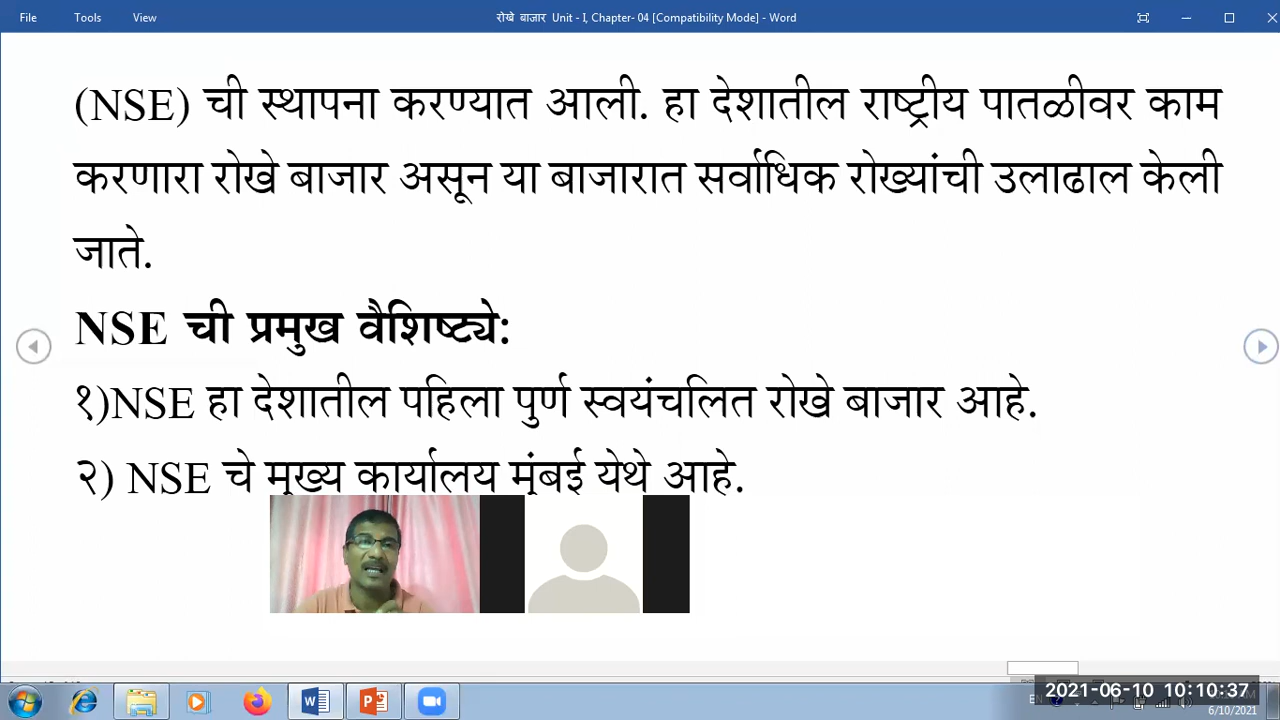 File Tools View रोखे बाजार Unit - I, Chapter- 04 [Compatibility Mode] - Word
(NSE) ची स्थापना करण्यात आली. हा देशातील राष्ट्रीय पातळीवर काम
करणारा रोखे बाजार असून या बाजारात सर्वाधिक रोख्यांची उलाढाल केली
जाते.
NSE ची प्रमुख वैशिष्ट्ये:
१)NSE हा देशातील पहिला पुर्ण स्वयंचलित रोखे बाजार आहे.
२) NSE चे मुख्य कार्यालय मुंबई येथे आहे.
2021-06-10 10:10:37
6/10/2021